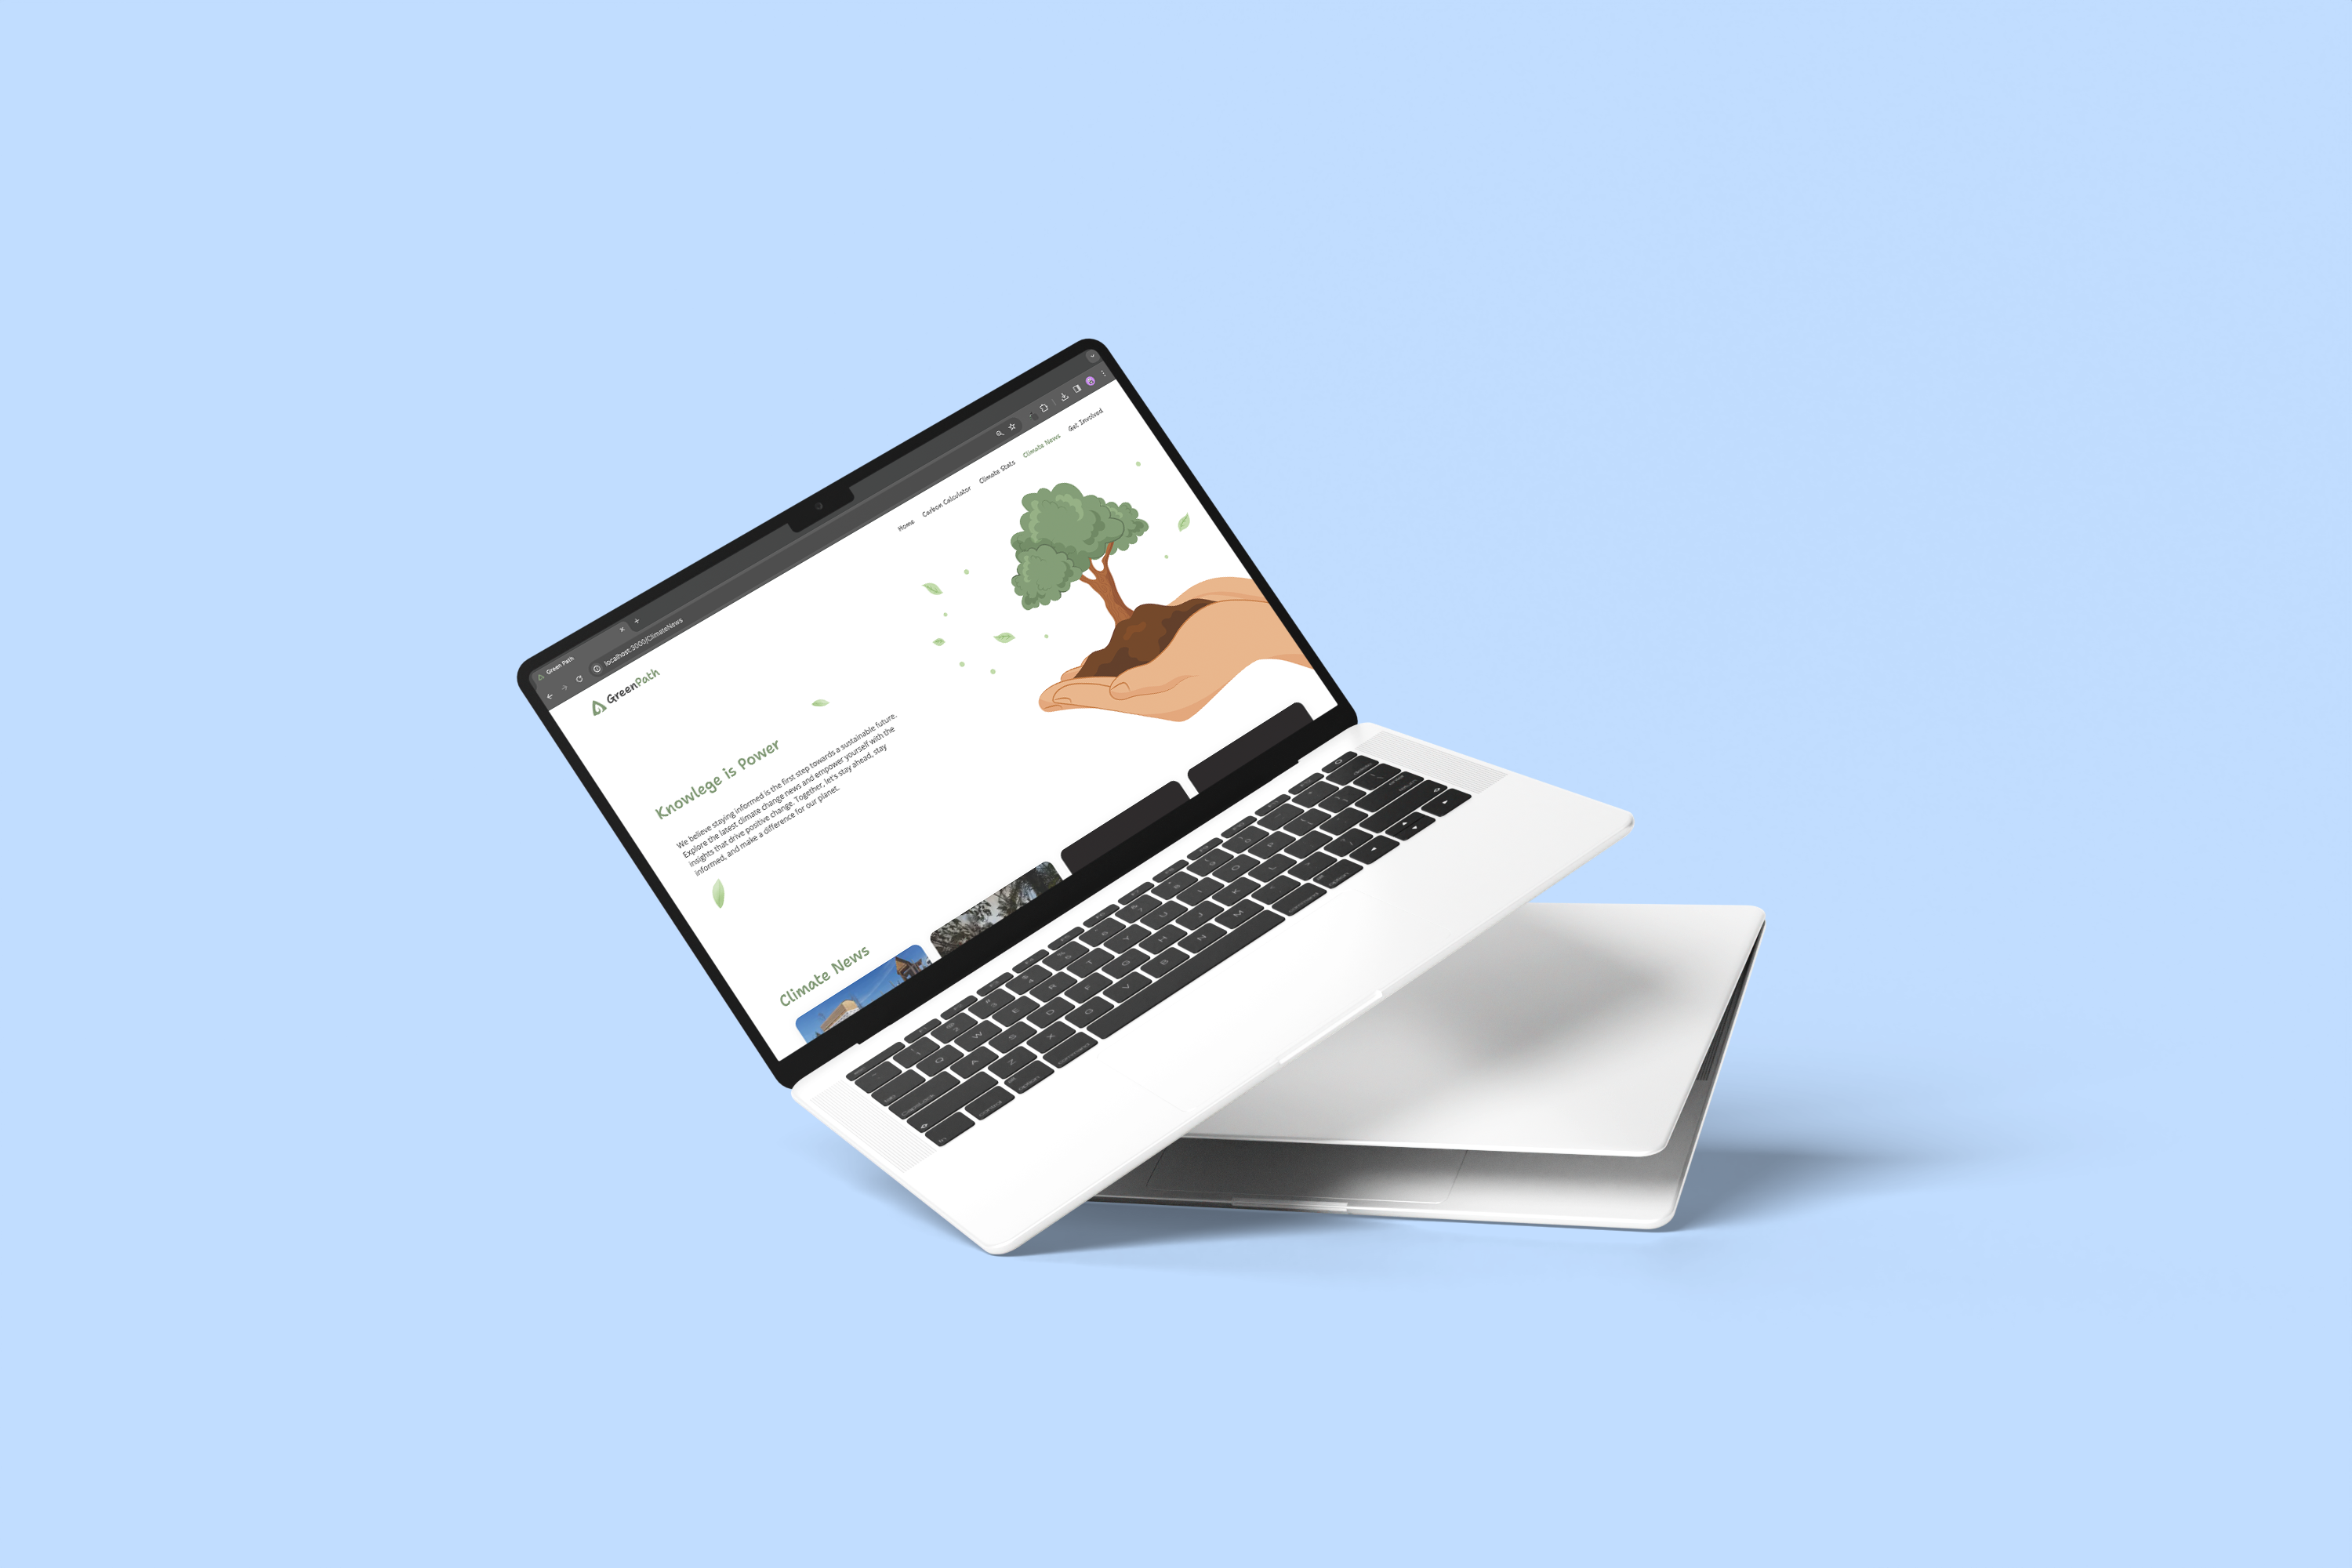 Green Path
localhost:3000/ClimateNews
GreenPath
Home Carbon Calculator Climate Stats Climate News Get Involved
Knowlege is Power
We believe staying informed is the first step towards a sustainable future.
Explore the latest climate change news and empower yourself with the
insights that drive positive change. Together, let's stay ahead, stay
informed, and make a difference for our planet.
Climate News
Q W E R T Y U I O P
A S D F G H J K L
Z X C V B N M